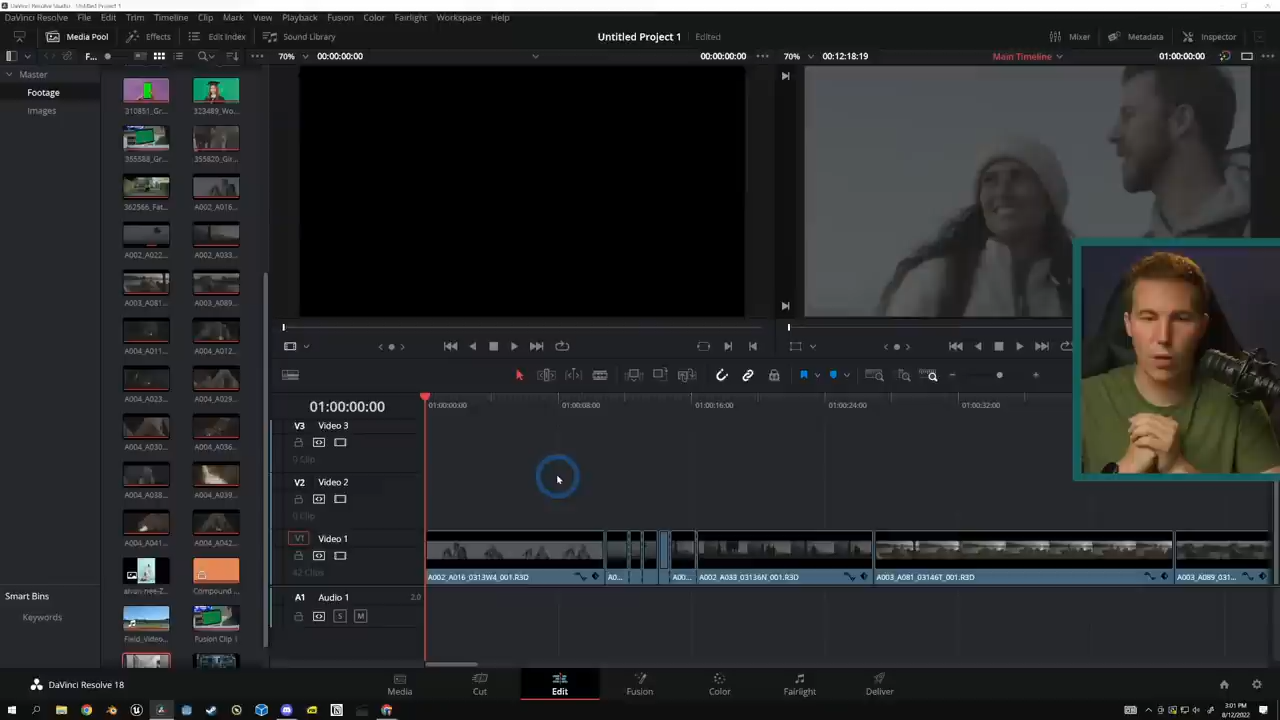 DaVinci Resolve Studio - Untitled Project 1
DaVinci Resolve File Edit Trim Timeline Clip Mark View Playback Fusion Color Fairlight Workspace Help
Media Pool Effects Edit Index Sound Library Untitled Project 1 Edited Mixer Metadata Inspector
F... 70% 00:00:00:00 00:00:00:00 70% 00:12:18:19 Main Timeline 01:00:00:00
Master
Footage
Images
310851_Gr... 323489_Wo...
355588_Gr... 355820_Gir...
362566_Fat... A002_A016...
A002_A022... A002_A033...
A003_A081... A003_A089...
A004_A011... A004_A012...
A004_A023...
A004_A030... A004_A036...
A004_A038... A004_A039...
A004_A041... A004_A042...
Compound ...
Field_Video... Fusion Clip 1
Smart Bins
Keywords
01:00:00:00 01:00:00:00 01:00:08:00 01:00:16:00 01:00:24:00 01:00:32:00
V3 Video 3
0 Clip
V2 Video 2
0 Clip
V1 Video 1
42 Clips
A002_A016_0313W4_001.R3D A0... A00... A002_A033_03136N_001.R3D A003_A081_03146T_001.R3D A003_A089_031...
A1 Audio 1 2.0
S M
DaVinci Resolve 18
Media Cut Edit Fusion Color Fairlight Deliver
3:01 PM
8/12/2022